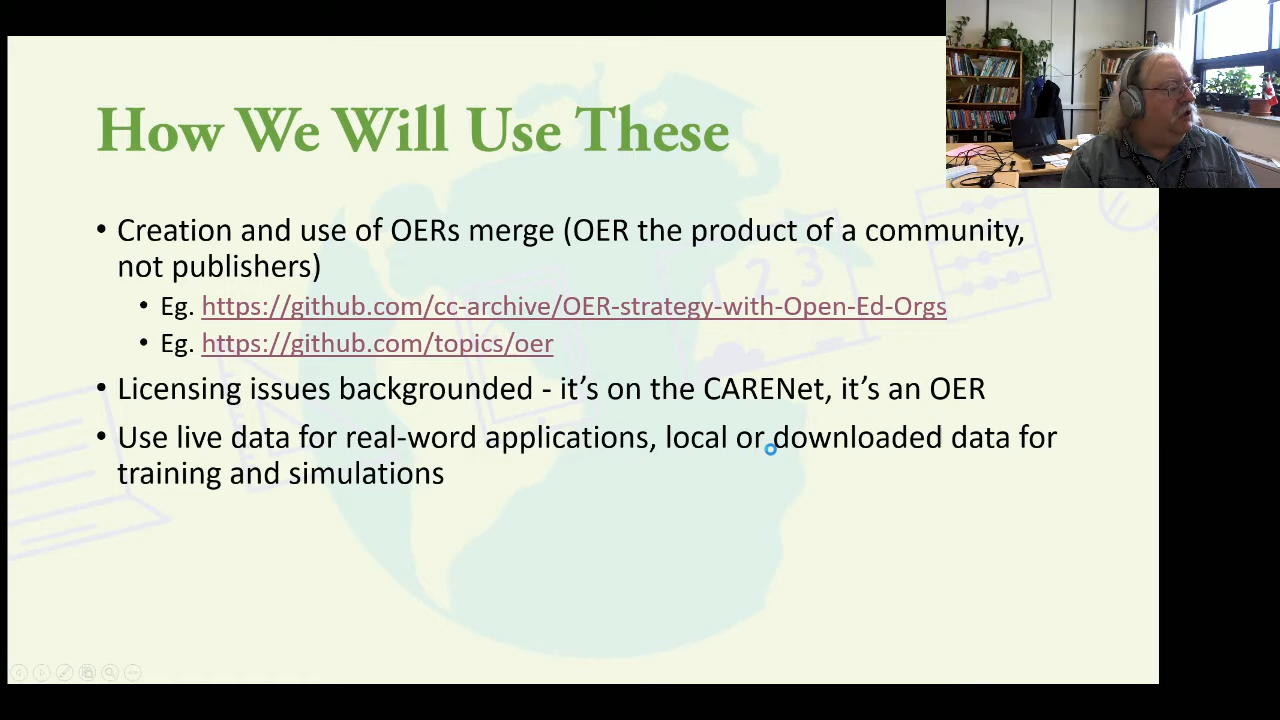 How We Will Use These
• Creation and use of OERs merge (OER the product of a community,
not publishers)
• Eg. https://github.com/cc-archive/OER-strategy-with-Open-Ed-Orgs
• Eg. https://github.com/topics/oer
• Licensing issues backgrounded - it's on the CARENet, it's an OER
• Use live data for real-word applications, local or downloaded data for
training and simulations
2 3